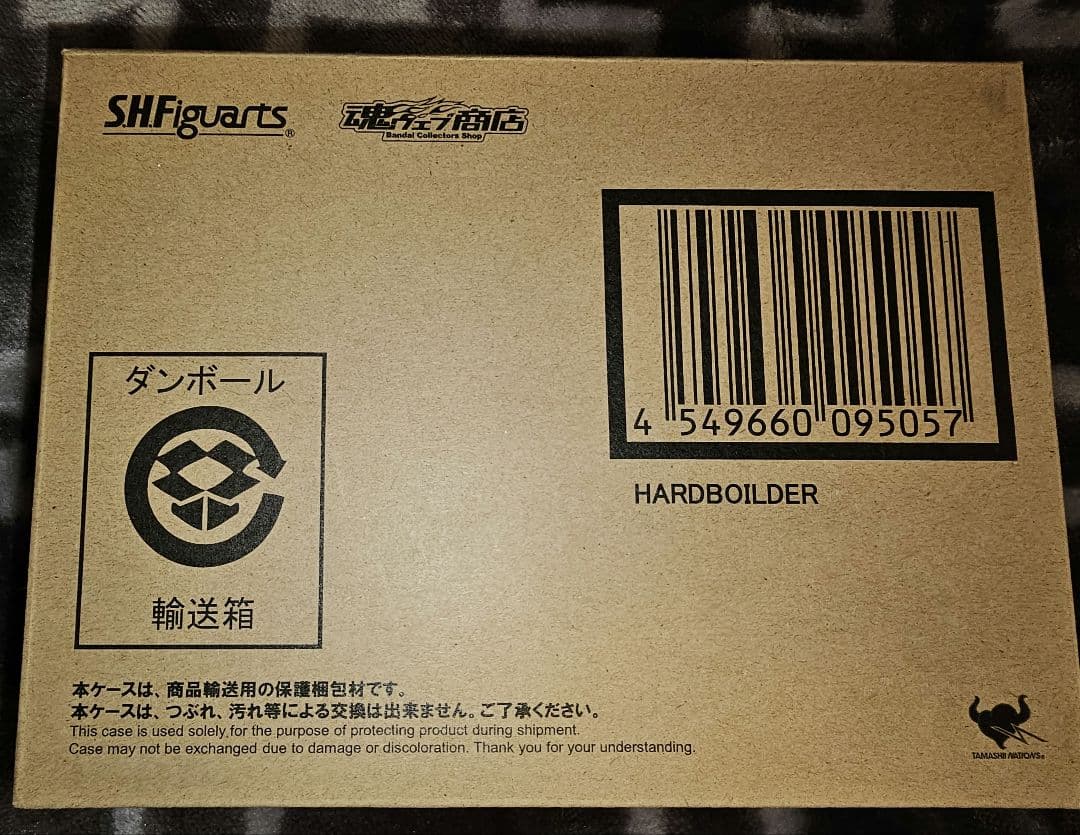 S.H.Figuarts®
魂ウェブ商店
Bandai Collectors Shop
4 549660 095057
HARDBOILDER
ダンボール
輸送箱
本ケースは、商品輸送用の保護梱包材です。
本ケースは、つぶれ、汚れ等による交換は出来ません。ご了承ください。
This case is used solely for the purpose of protecting product during shipment.
Case may not be exchanged due to damage or discoloration. Thank you for your understanding.
TAMASHII NATIONS®